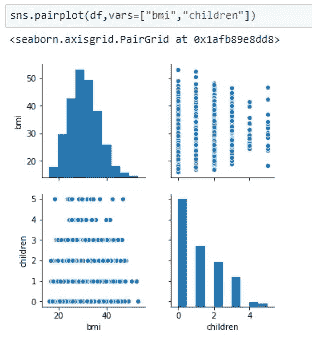 sns.pairplot(df,vars=["bmi","children"])
<seaborn.axisgrid.PairGrid at 0x1afb89e8dd8>
50
40
30
20
bmi
5
4
3
2
1
0
children
20 40
bmi
0 2 4
children